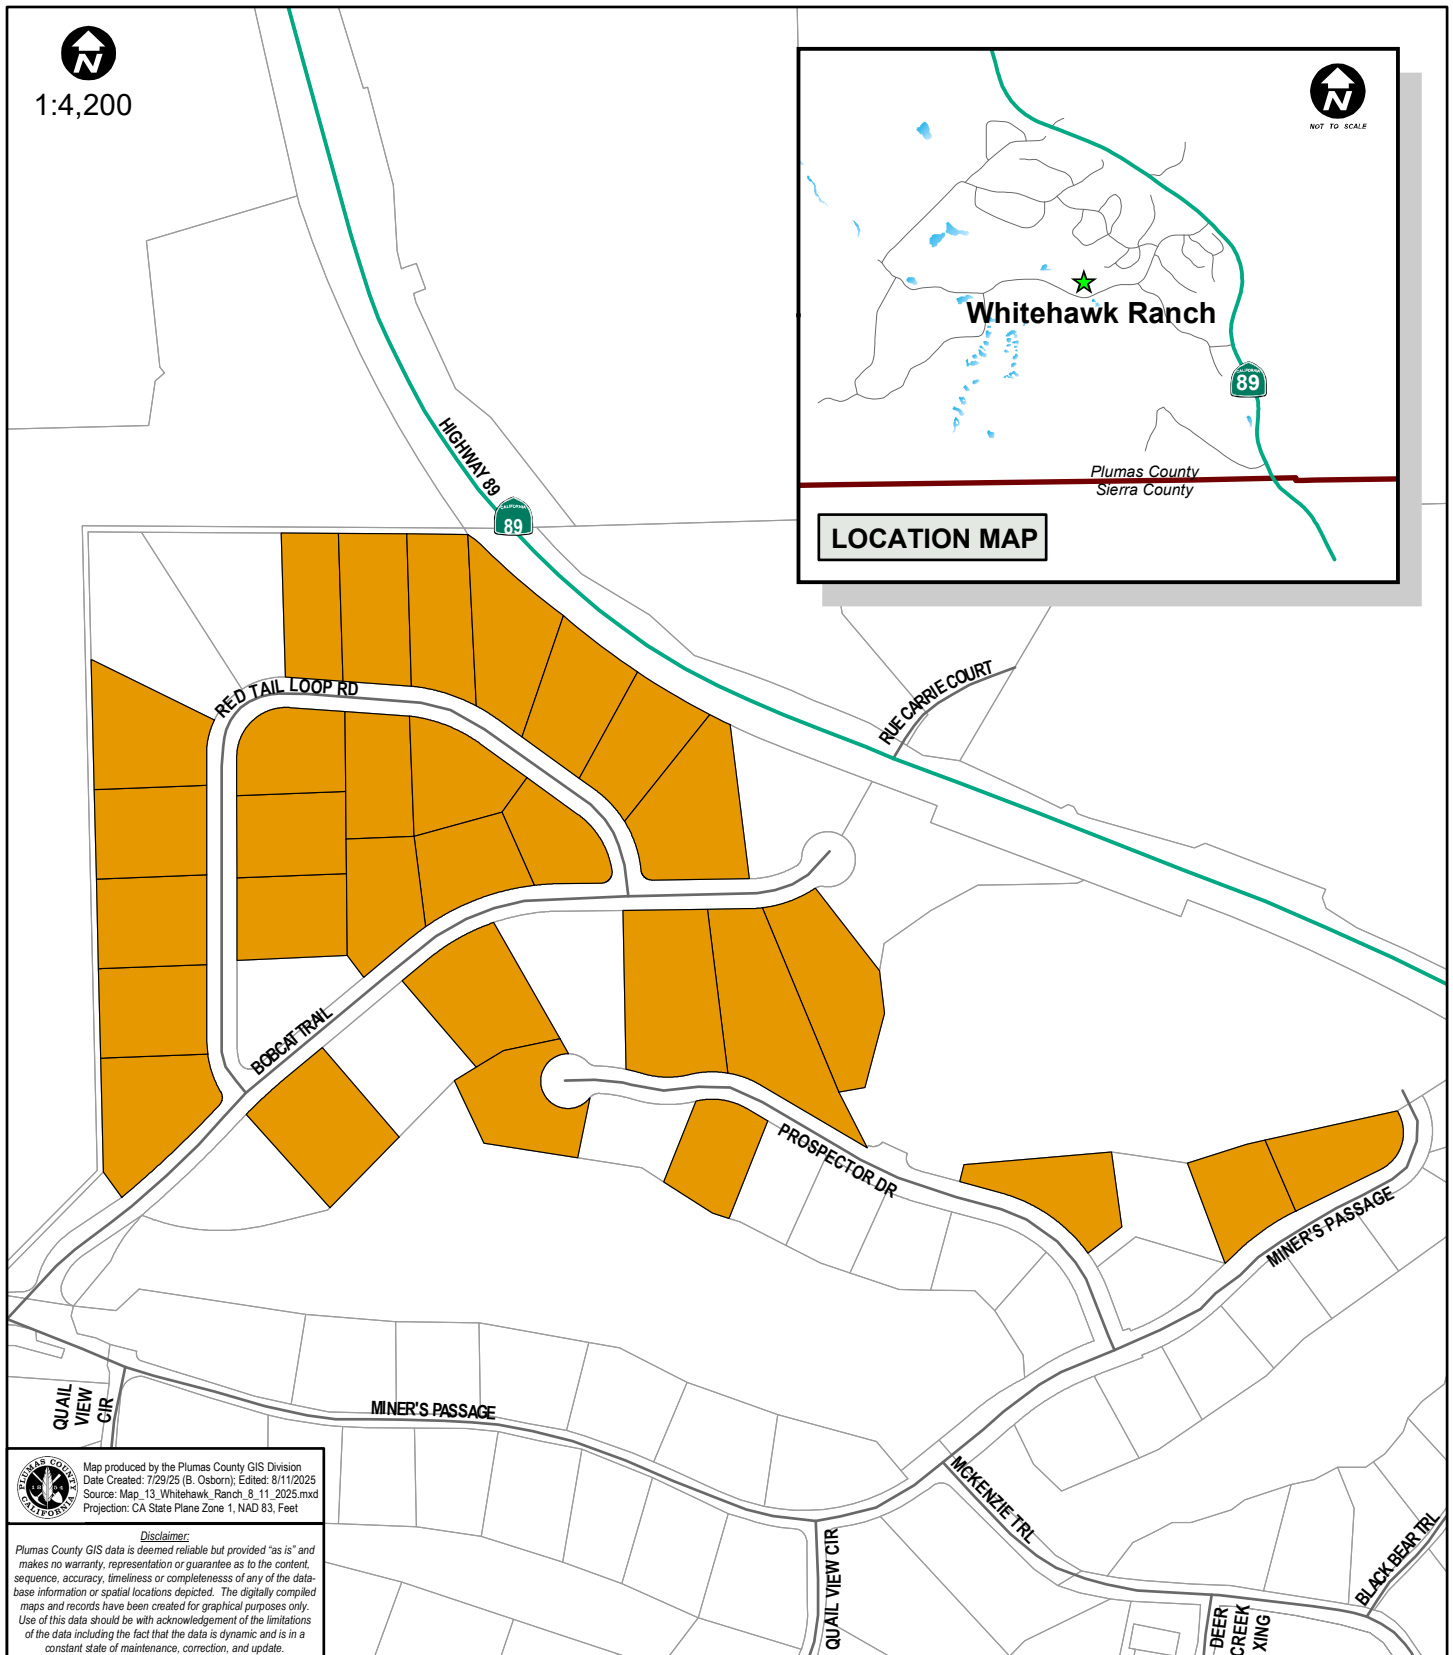 N
1:4,200
N
NOT TO SCALE
Whitehawk Ranch
CALIFORNIA
89
Plumas County
Sierra County
LOCATION MAP
HIGHWAY 89
CALIFORNIA
89
RUE CARRIE COURT
RED TAIL LOOP RD
BOBCAT TRAIL
PROSPECTOR DR
MINER'S PASSAGE
QUAIL
VIEW
CIR
MINER'S PASSAGE
MCKENZIE TRL
QUAIL VIEW CIR
BLACK BEAR TRL
DEER
CREEK
XING
PLUMAS COUNTY
1854
CALIFORNIA
Map produced by the Plumas County GIS Division
Date Created: 7/29/25 (B. Osborn); Edited: 8/11/2025
Source: Map_13_Whitehawk_Ranch_8_11_2025.mxd
Projection: CA State Plane Zone 1, NAD 83, Feet
Disclaimer:
Plumas County GIS data is deemed reliable but provided "as is" and
makes no warranty, representation or guarantee as to the content,
sequence, accuracy, timeliness or completenesss of any of the data-
base information or spatial locations depicted. The digitally compiled
maps and records have been created for graphical purposes only.
Use of this data should be with acknowledgement of the limitations
of the data including the fact that the data is dynamic and is in a
constant state of maintenance, correction, and update.